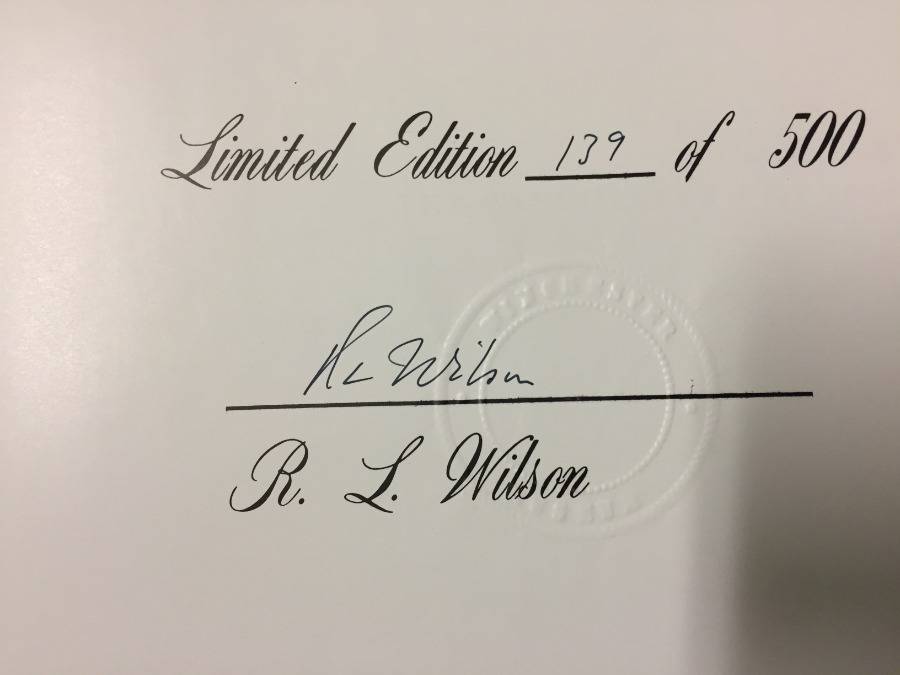 Limited Edition 139 of 500
RL Wilson
R. L. Wilson